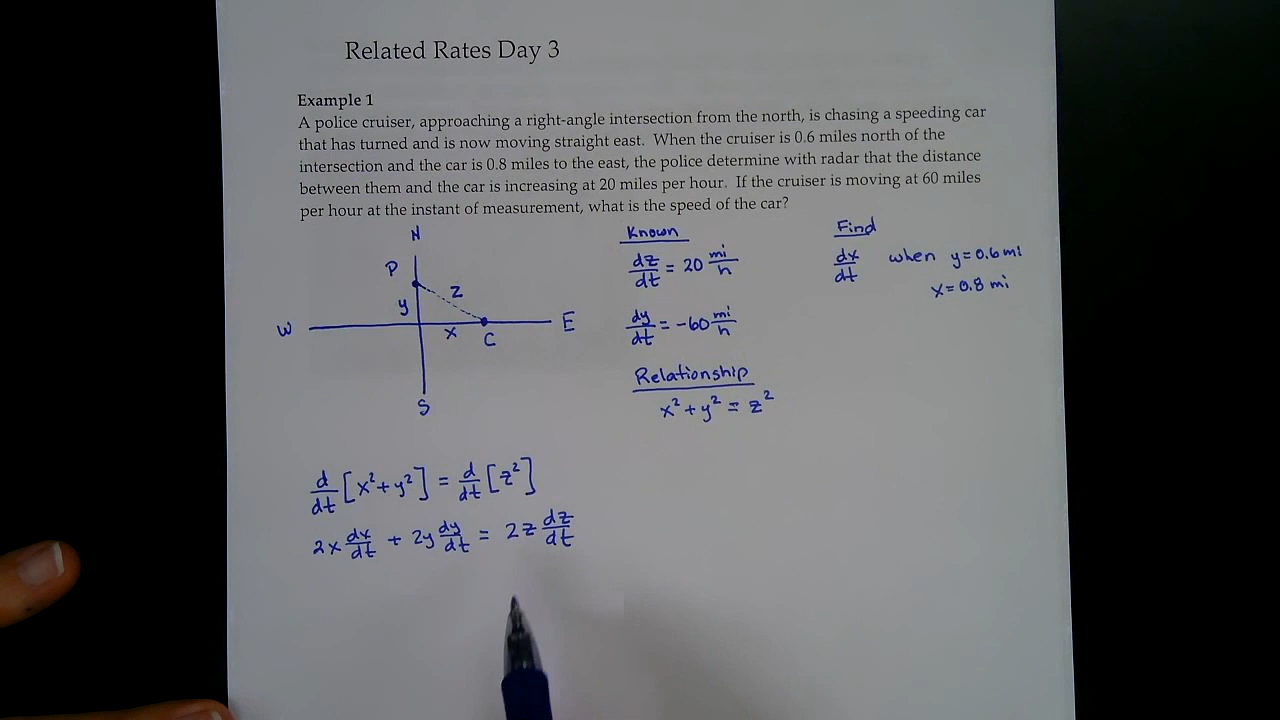 Related Rates Day 3
Example 1
A police cruiser, approaching a right-angle intersection from the north, is chasing a speeding car
that has turned and is now moving straight east. When the cruiser is 0.6 miles north of the
intersection and the car is 0.8 miles to the east, the police determine with radar that the distance
between them and the car is increasing at 20 miles per hour. If the cruiser is moving at 60 miles
per hour at the instant of measurement, what is the speed of the car?
N
P
z
y
W
E
x
C
S
Known
dz/dt = 20 mi/h
dy/dt = -60 mi/h
Relationship
x² + y² = z²
Find
dx/dt when y = 0.6 mi
x = 0.8 mi
d/dt [x² + y²] = d/dt [z²]
2x dx/dt + 2y dy/dt = 2z dz/dt